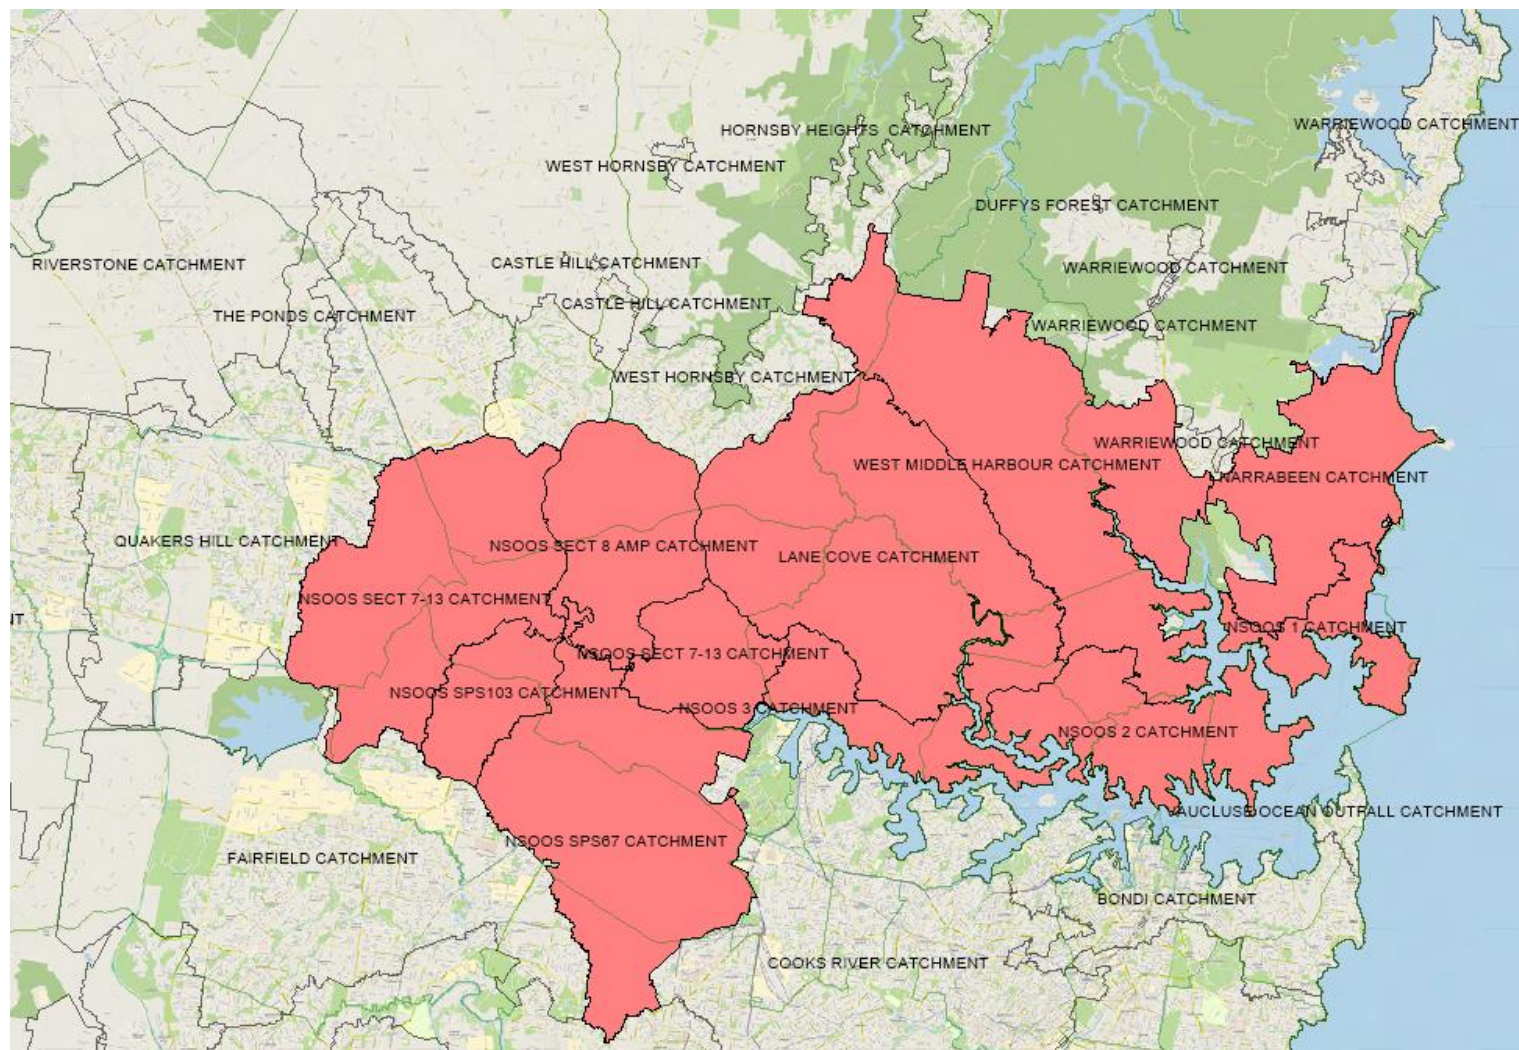 WARRIEWOOD CATCHMENT
HORNSBY HEIGHTS CATCHMENT
WEST HORNSBY CATCHMENT
DUFFYS FOREST CATCHMENT
RIVERSTONE CATCHMENT
CASTLE HILL CATCHMENT
WARRIEWOOD CATCHMENT
CASTLE HILL CATCHMENT
THE PONDS CATCHMENT
WARRIEWOOD CATCHMENT
WEST HORNSBY CATCHMENT
WARRIEWOOD CATCHMENT
WEST MIDDLE HARBOUR CATCHMENT
NARRABEEN CATCHMENT
QUAKERS HILL CATCHMENT
NSOOS SECT 8 AMP CATCHMENT
LANE COVE CATCHMENT
NSOOS SECT 7-13 CATCHMENT
NT
NSOOS 1 CATCHMENT
NSOOS SECT 7-13 CATCHMENT
NSOOS SPS103 CATCHMENT
NSOOS 3 CATCHMENT
NSOOS 2 CATCHMENT
VAUCLUSE OCEAN OUTFALL CATCHMENT
NSOOS SPS67 CATCHMENT
FAIRFIELD CATCHMENT
BONDI CATCHMENT
COOKS RIVER CATCHMENT